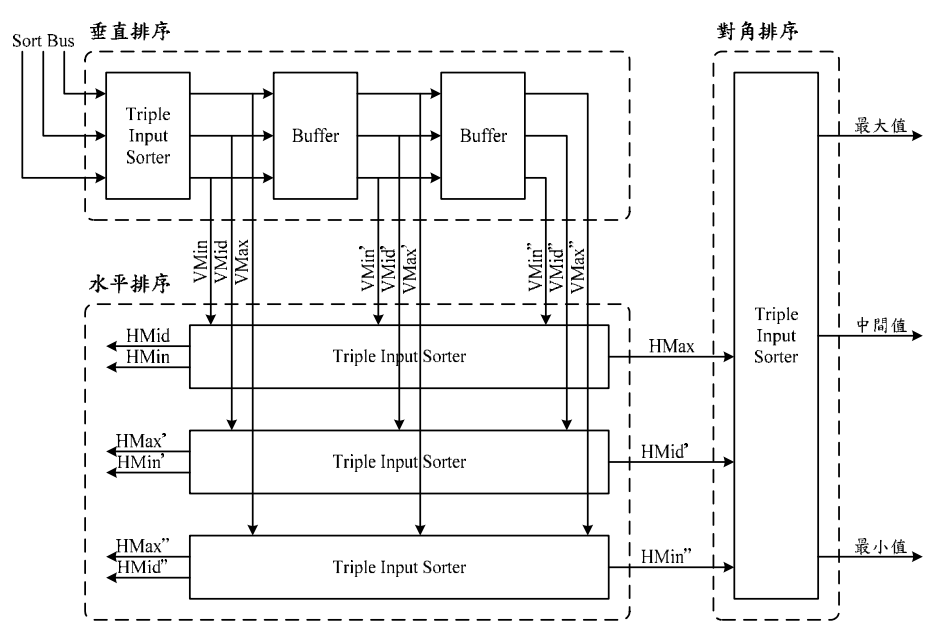 垂直排序
對角排序
Sort Bus
Triple
Input
Sorter
Buffer
Buffer
最大值
VMin
VMid
VMax
VMin’
VMid’
VMax’
VMin”
VMid”
VMax”
水平排序
HMid
HMin
Triple Input Sorter
HMax
Triple
Input
Sorter
中間值
HMax’
HMin’
Triple Input Sorter
HMid’
HMax”
HMid”
Triple Input Sorter
HMin”
最小值